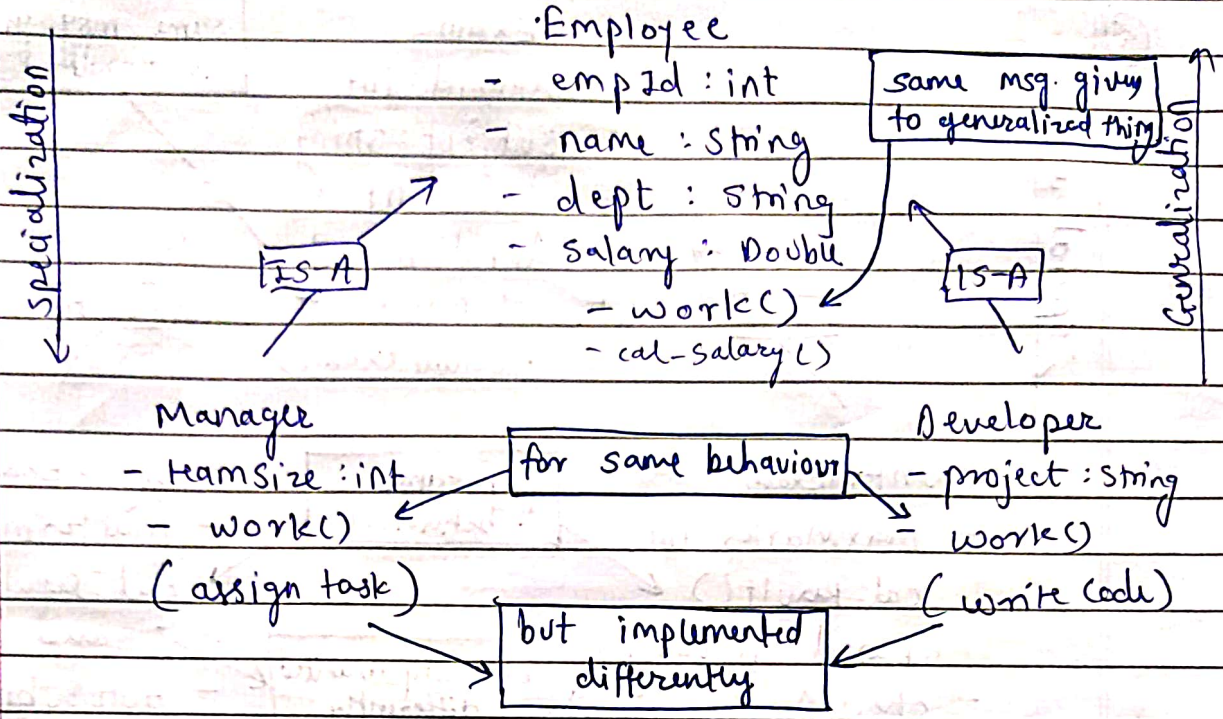 Employee
- empId : int
- name : string
- dept : string
- salary : Double
- work()
- cal-salary()
same msg. given
to generalized thing
Specialization
Generalization
IS-A
IS-A
Manager
- teamsize : int
- work()
(assign task)
for same behaviour
Developer
- project : string
- work()
(write code)
but implemented
differently